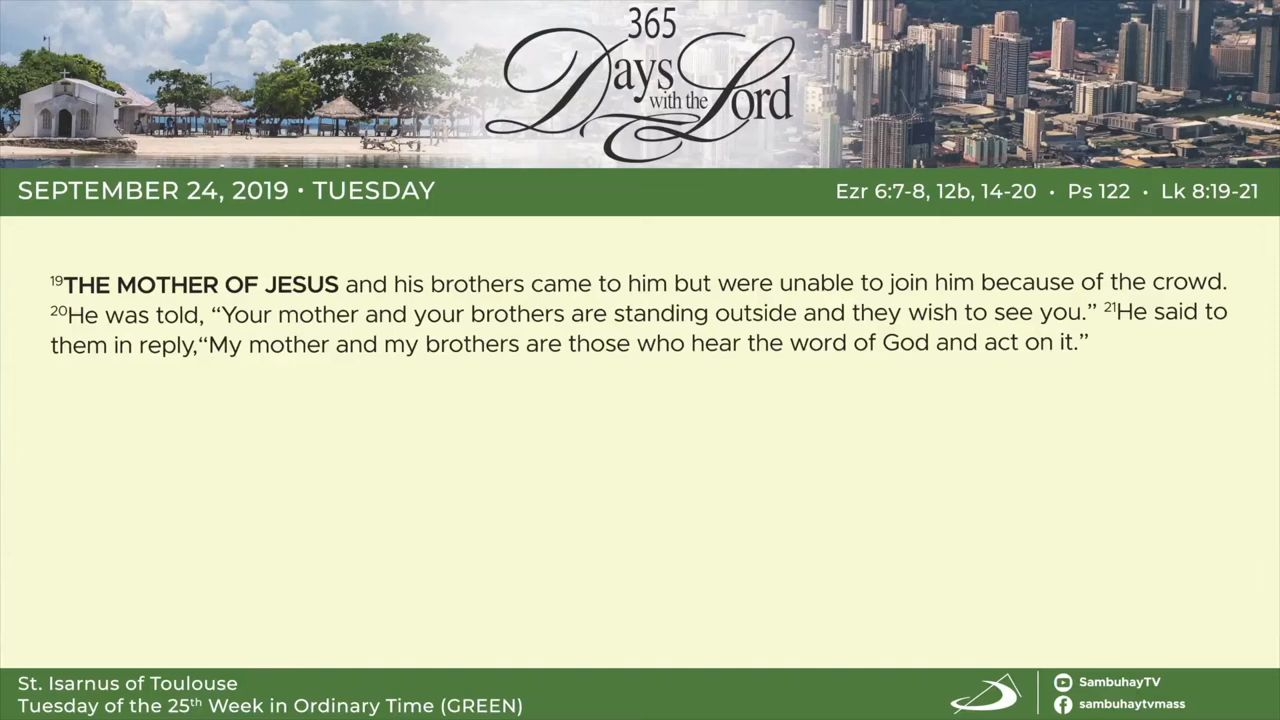 365
Days
with the
Lord
SEPTEMBER 24, 2019 • TUESDAY
Ezr 6:7-8, 12b, 14-20 • Ps 122 • Lk 8:19-21
¹⁹THE MOTHER OF JESUS and his brothers came to him but were unable to join him because of the crowd.
²⁰He was told, “Your mother and your brothers are standing outside and they wish to see you.” ²¹He said to
them in reply,“My mother and my brothers are those who hear the word of God and act on it.”
St. Isarnus of Toulouse
Tuesday of the 25ᵗʰ Week in Ordinary Time (GREEN)
SambuhayTV
sambuhaytvmass